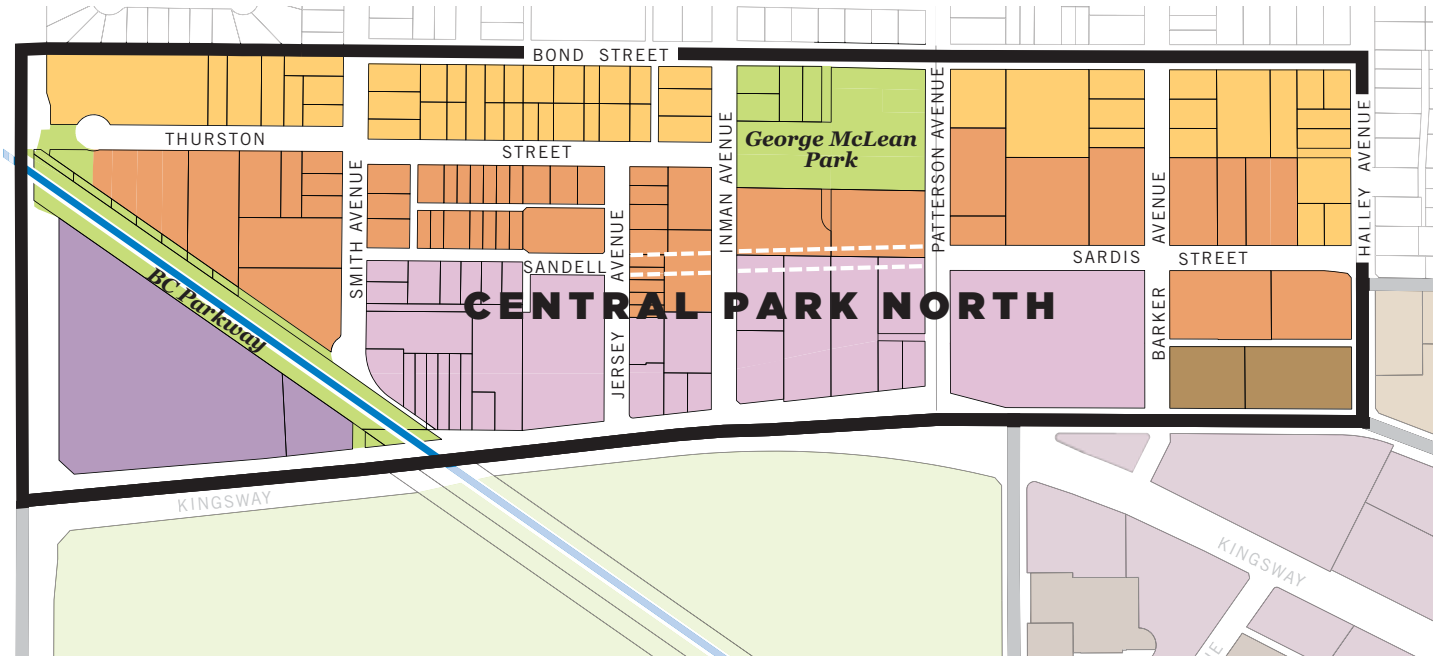 BOND STREET
THURSTON
STREET
George McLean
Park
SMITH AVENUE
JERSEY AVENUE
INMAN AVENUE
PATTERSON AVENUE
BARKER AVENUE
HALLEY AVENUE
SANDELL
SARDIS STREET
BC Parkway
CENTRAL PARK NORTH
KINGSWAY
KINGSWAY